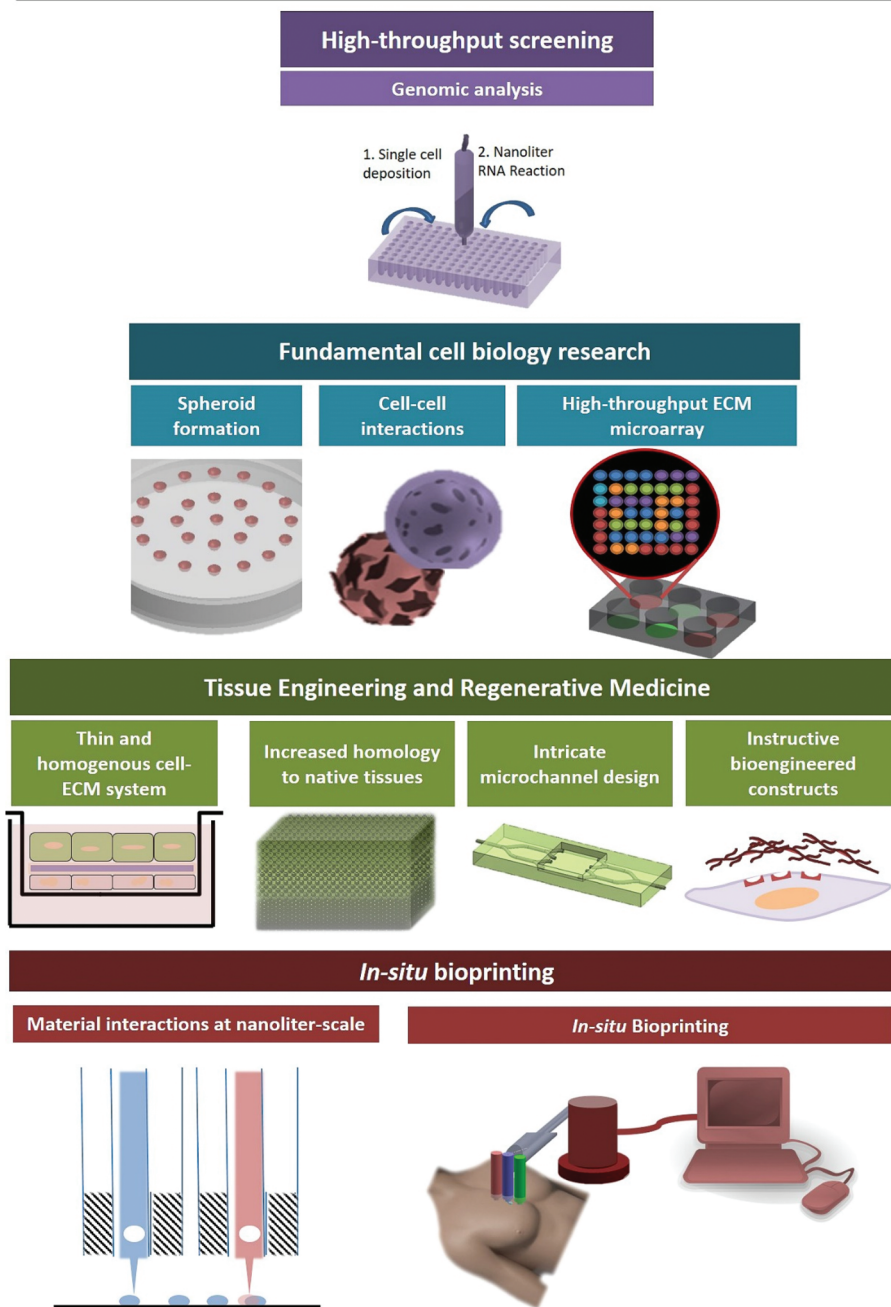 High-throughput screening
Genomic analysis
1. Single cell
deposition
2. Nanoliter
RNA Reaction
Fundamental cell biology research
Spheroid
formation
Cell-cell
interactions
High-throughput ECM
microarray
Tissue Engineering and Regenerative Medicine
Thin and
homogenous cell-
ECM system
Increased homology
to native tissues
Intricate
microchannel design
Instructive
bioengineered
constructs
In-situ bioprinting
Material interactions at nanoliter-scale
In-situ Bioprinting